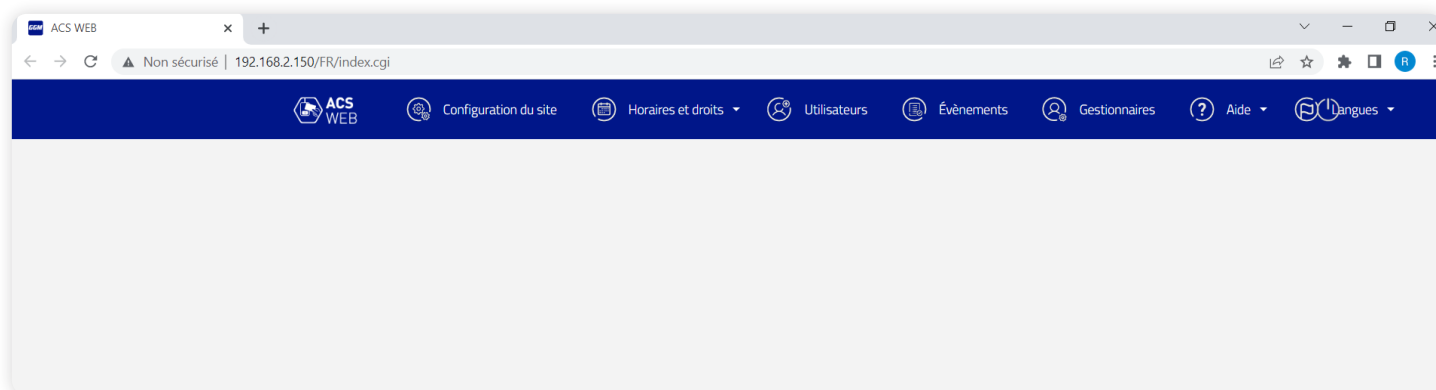 GGM ACS WEB
Non sécurisé | 192.168.2.150/FR/index.cgi
R
ACS WEB Configuration du site Horaires et droits Utilisateurs Évènements Gestionnaires ? Aide Langues